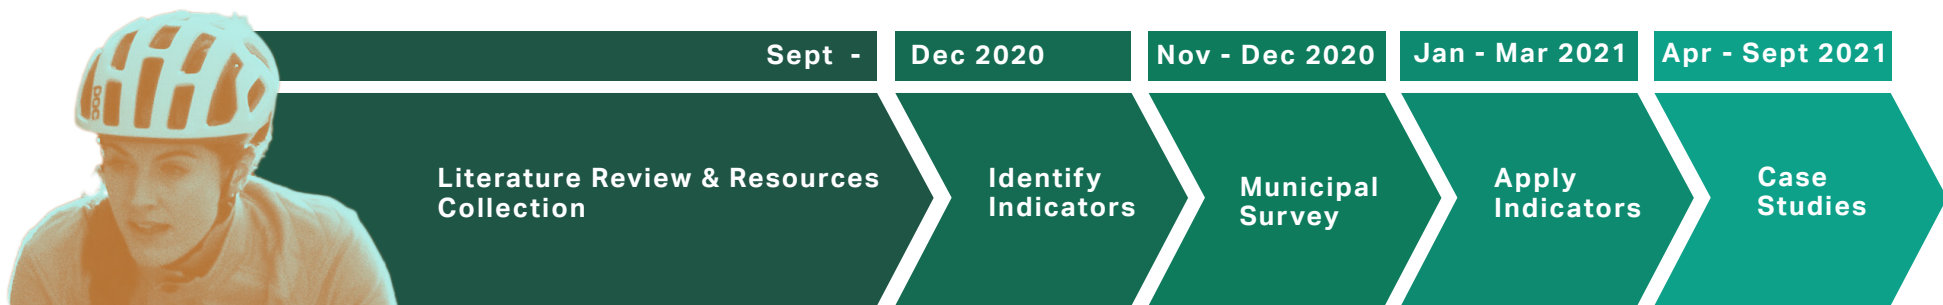 Sept - Dec 2020 Nov - Dec 2020 Jan - Mar 2021 Apr - Sept 2021
POC
Literature Review & Resources
Collection
Identify
Indicators
Municipal
Survey
Apply
Indicators
Case
Studies